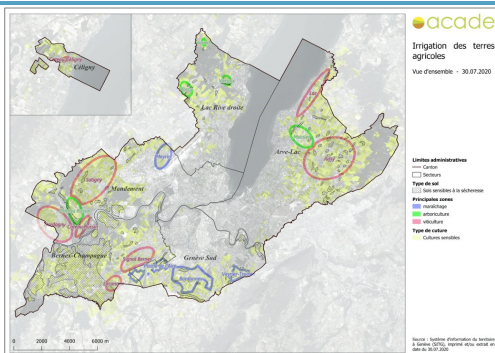 acade
Irrigation des terres
agricoles
Vue d'ensemble - 30.07.2020
Céligny
Lac Rive droite
Arve-Lac
Mandement
Satigny
Bernex-Champagne
Genève Sud
Limites administratives
Canton
Secteurs
Type de sol
Sols sensibles à la sécheresse
Principales zones
maraîchage
arboriculture
viticulture
Type de cuture
Cultures sensibles
0 2000 4000 6000 m
Source : Système d'information du territoire
à Genève (SITG), imprimé et/ou extrait en
date du 30.07.2020